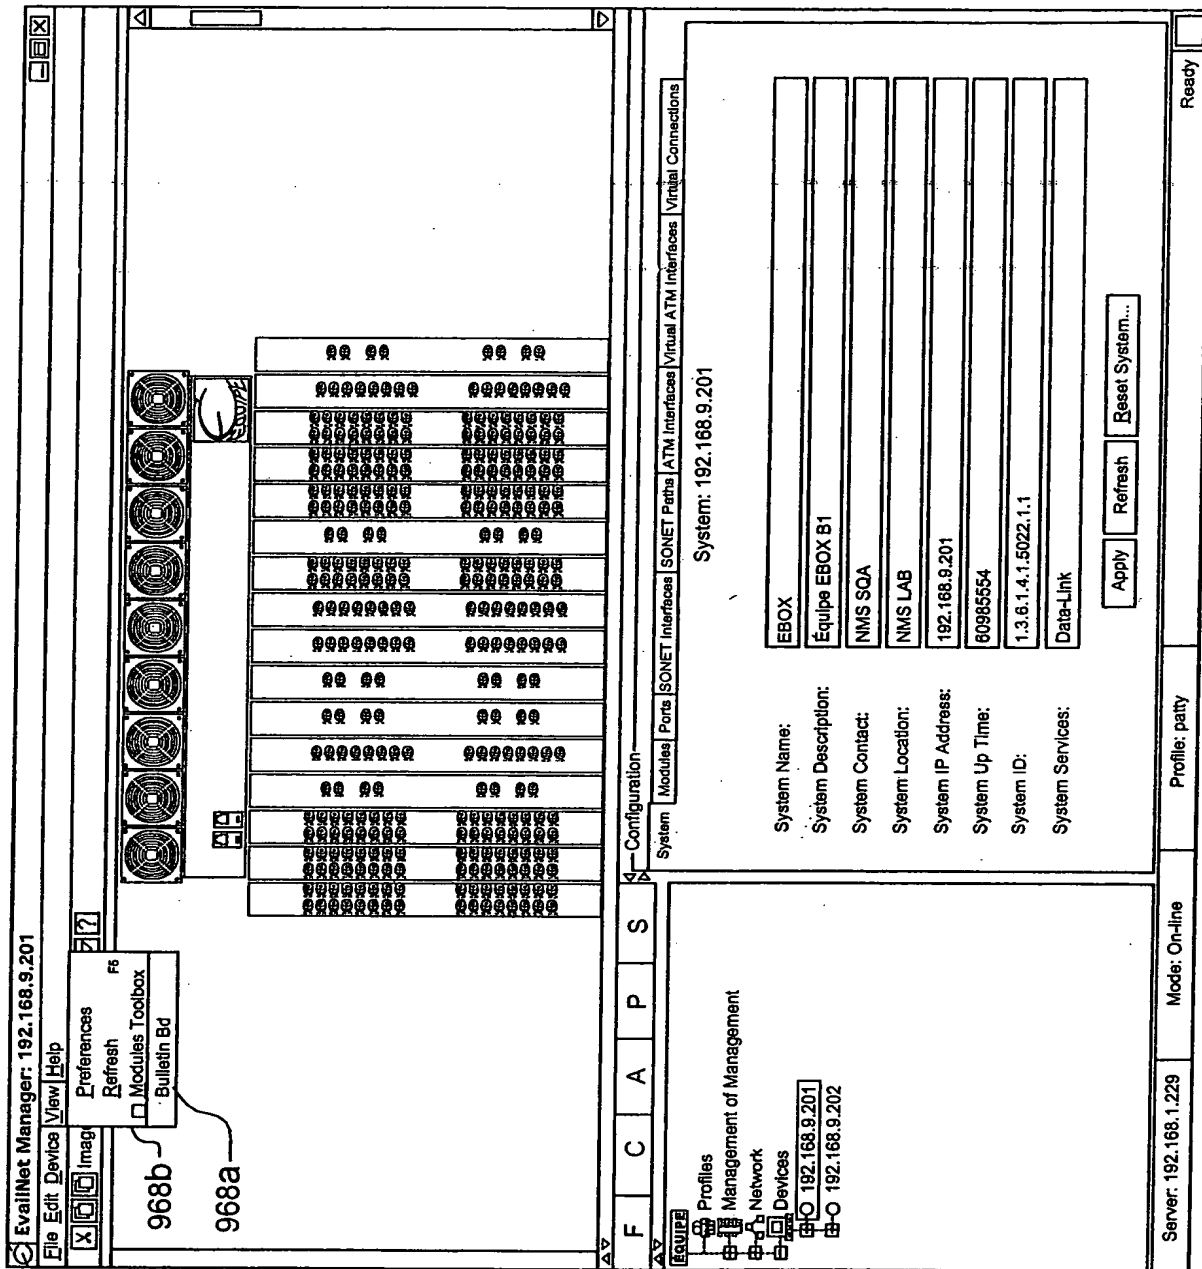 EvailNet Manager: 192.168.9.201
File Edit Device View Help
X Imag ?
Preferences
Refresh F5
Modules Toolbox
Bulletin Bd
968b
968a
EQUIPE
F C A P S
EQUIPE
Profiles
Management of Management
Network
Devices
192.168.9.201
192.168.9.202
Configuration
System Modules Ports SONET Interfaces SONET Paths ATM Interfaces Virtual ATM Interfaces Virtual Connections
System: 192.168.9.201
System Name: EBOX
System Description: Equipe EBOX B1
System Contact: NMS SQA
System Location: NMS LAB
System IP Address: 192.168.9.201
System Up Time: 60985554
System ID: 1.3.6.1.4.1.5022.1.1
System Services: Data-Link
Apply Refresh Reset System...
Server: 192.168.1.229 Mode: On-line Profile: patty Ready